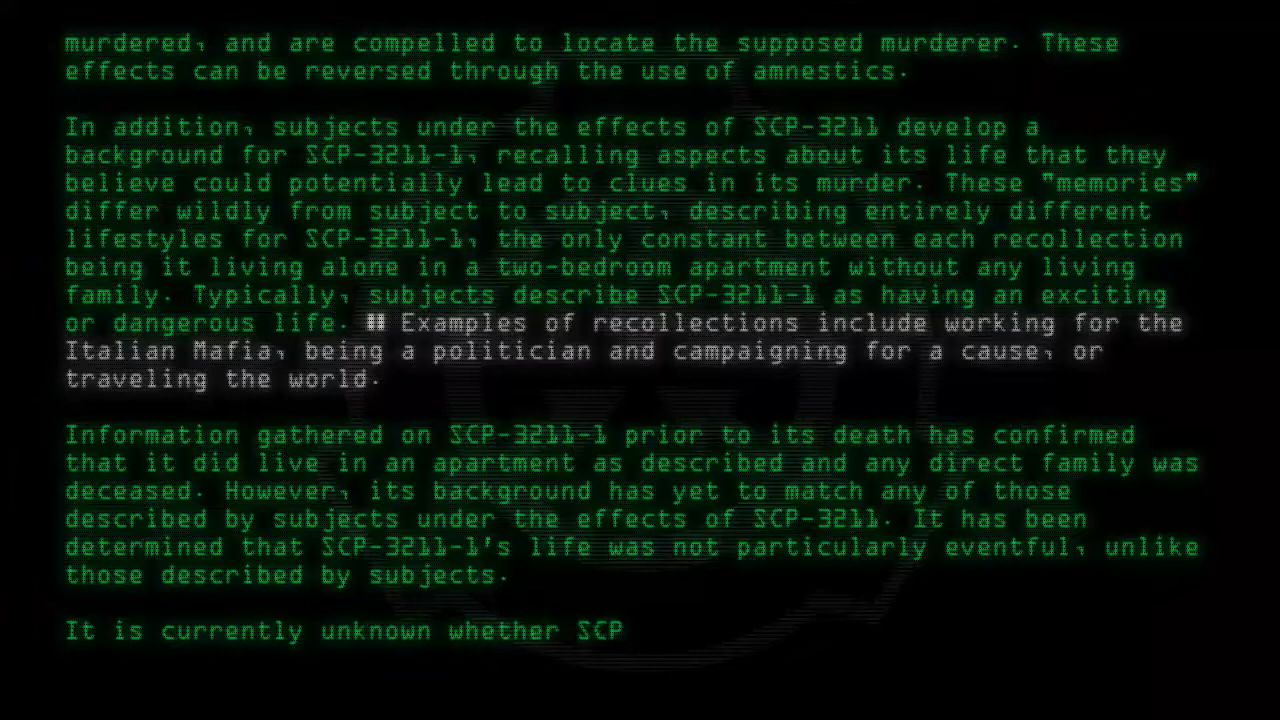 murdered, and are compelled to locate the supposed murderer. These
effects can be reversed through the use of amnestics.
In addition, subjects under the effects of SCP-3211 develop a
background for SCP-3211-1, recalling aspects about its life that they
believe could potentially lead to clues in its murder. These "memories"
differ wildly from subject to subject, describing entirely different
lifestyles for SCP-3211-1, the only constant between each recollection
being it living alone in a two-bedroom apartment without any living
family. Typically, subjects describe SCP-3211-1 as having an exciting
or dangerous life. Examples of recollections include working for the
Italian Mafia, being a politician and campaigning for a cause, or
traveling the world.
Information gathered on SCP-3211-1 prior to its death has confirmed
that it did live in an apartment as described and any direct family was
deceased. However, its background has yet to match any of those
described by subjects under the effects of SCP-3211. It has been
determined that SCP-3211-1's life was not particularly eventful, unlike
those described by subjects.
It is currently unknown whether SCP